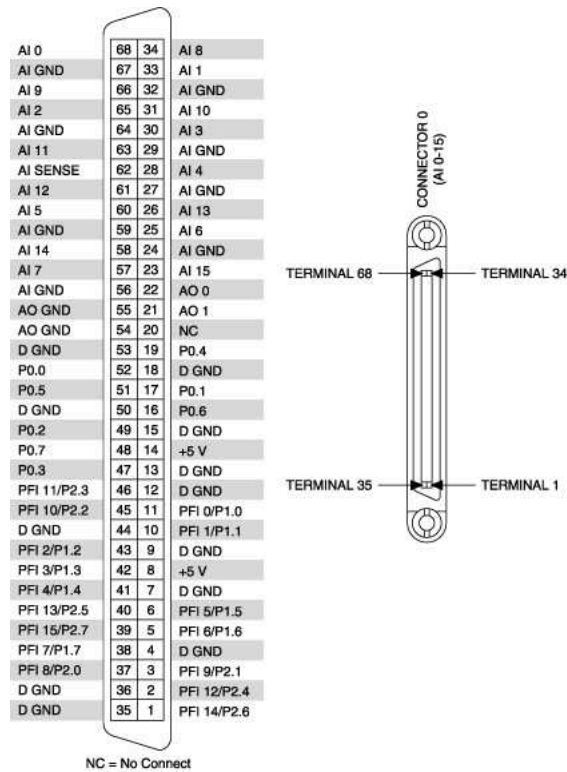 AI 0 68 34 AI 8
AI GND 67 33 AI 1
AI 9 66 32 AI GND
AI 2 65 31 AI 10
AI GND 64 30 AI 3
AI 11 63 29 AI GND
AI SENSE 62 28 AI 4
AI 12 61 27 AI GND
AI 5 60 26 AI 13
AI GND 59 25 AI 6
AI 14 58 24 AI GND
AI 7 57 23 AI 15
AI GND 56 22 AO 0
AO GND 55 21 AO 1
AO GND 54 20 NC
D GND 53 19 P0.4
P0.0 52 18 D GND
P0.5 51 17 P0.1
D GND 50 16 P0.6
P0.2 49 15 D GND
P0.7 48 14 +5 V
P0.3 47 13 D GND
PFI 11/P2.3 46 12 D GND
PFI 10/P2.2 45 11 PFI 0/P1.0
D GND 44 10 PFI 1/P1.1
PFI 2/P1.2 43 9 D GND
PFI 3/P1.3 42 8 +5 V
PFI 4/P1.4 41 7 D GND
PFI 13/P2.5 40 6 PFI 5/P1.5
PFI 15/P2.7 39 5 PFI 6/P1.6
PFI 7/P1.7 38 4 D GND
PFI 8/P2.0 37 3 PFI 9/P2.1
D GND 36 2 PFI 12/P2.4
D GND 35 1 PFI 14/P2.6
NC = No Connect
CONNECTOR 0
(AI 0-15)
TERMINAL 68 TERMINAL 34
TERMINAL 35 TERMINAL 1